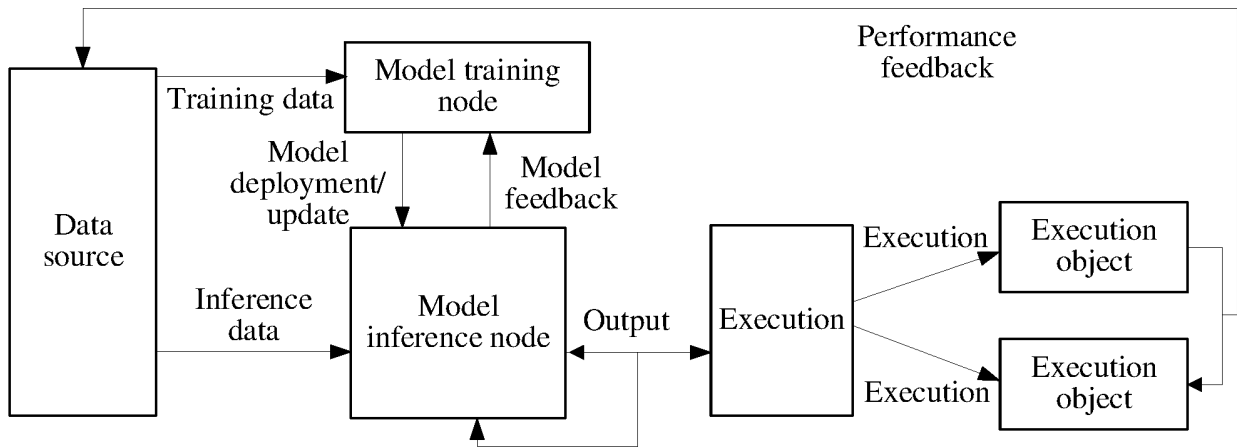 Performance
feedback
Model training
node
Training data
Model
deployment/
update
Model
feedback
Data
source
Inference
data
Model
inference node
Output
Execution
Execution
Execution
object
Execution
Execution
object